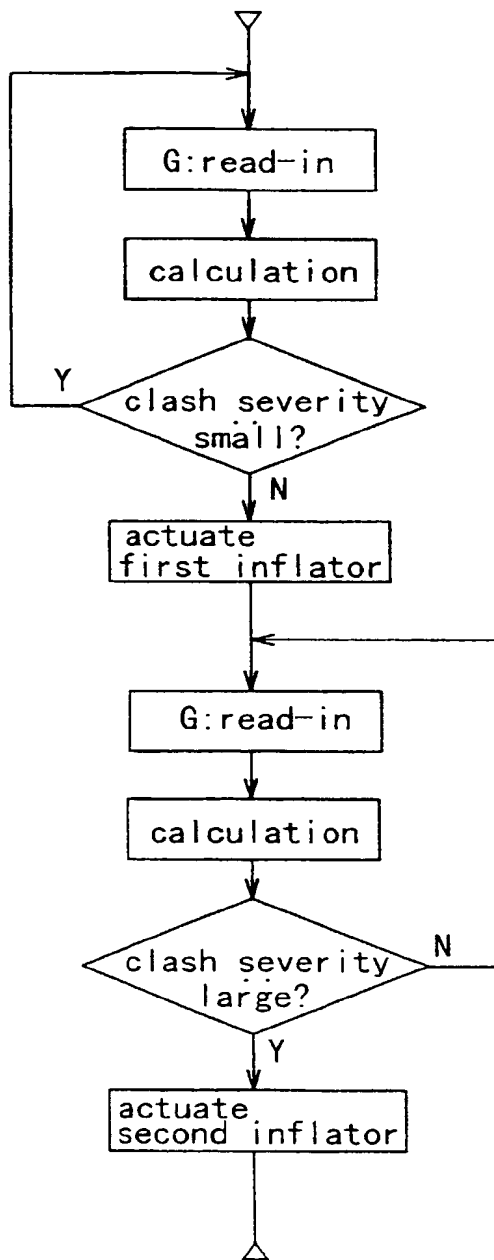 G:read-in
calculation
Y
clash severity
small?
N
actuate
first inflator
G:read-in
calculation
clash severity
large?
N
Y
actuate
second inflator